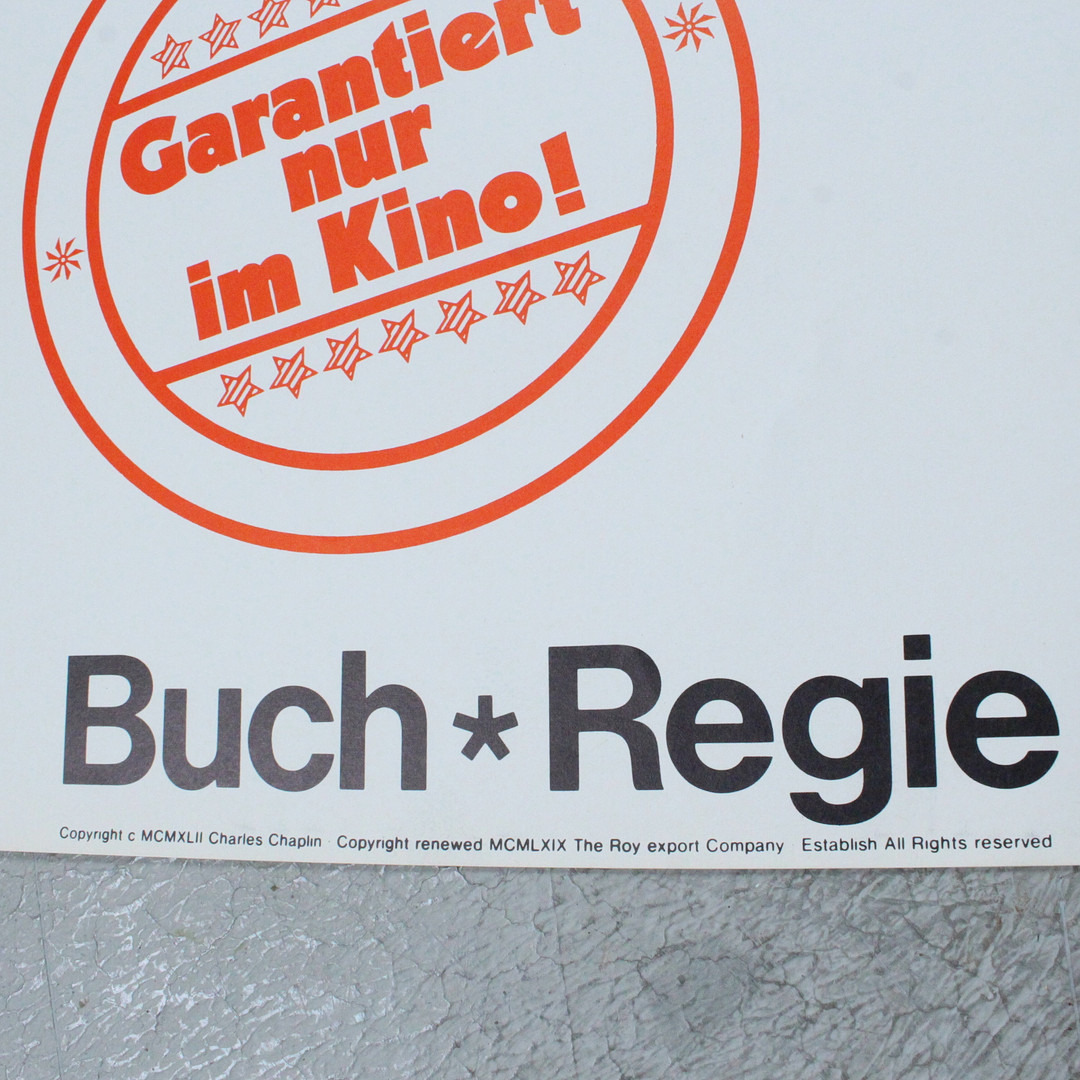 Garantiert
nur
im Kino!
Buch * Regie
Copyright c MCMXLII Charles Chaplin · Copyright renewed MCMLXIX The Roy export Company Establish All Rights reserved